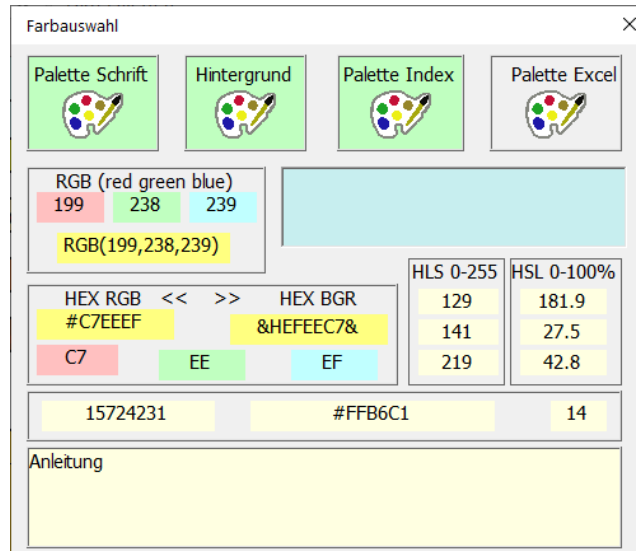 Farbauswahl
Palette Schrift
Hintergrund
Palette Index
Palette Excel
RGB (red green blue)
199 238 239
RGB(199,238,239)
HEX RGB << >> HEX BGR
#C7EEEF &HEFEEC7&
C7 EE EF
HLS 0-255
129
141
219
HSL 0-100%
181.9
27.5
42.8
15724231 #FFB6C1 14
Anleitung